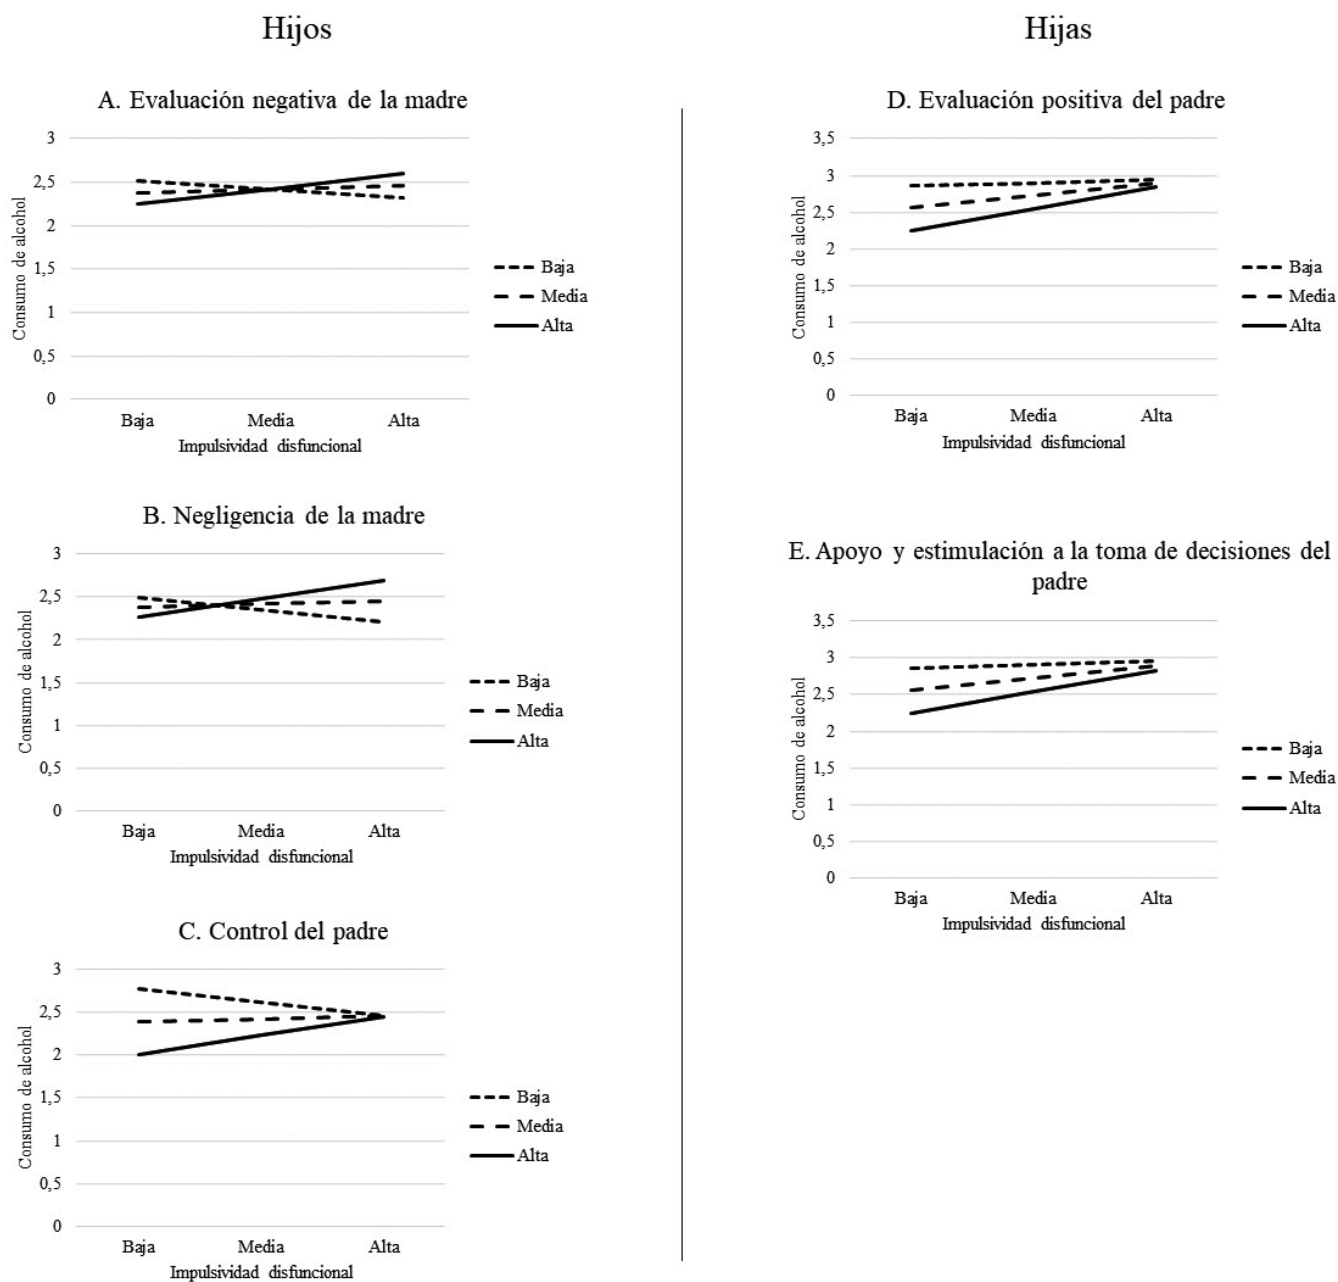 Hijos
A. Evaluación negativa de la madre
3
2,5
2
1,5
1
0,5
0
Consumo de alcohol
Baja
Media
Alta
Baja Media Alta
Impulsividad disfuncional
B. Negligencia de la madre
3
2,5
2
1,5
1
0,5
0
Consumo de alcohol
Baja
Media
Alta
Baja Media Alta
Impulsividad disfuncional
C. Control del padre
3
2,5
2
1,5
1
0,5
0
Consumo de alcohol
Baja
Media
Alta
Baja Media Alta
Impulsividad disfuncional
Hijas
D. Evaluación positiva del padre
3,5
3
2,5
2
1,5
1
0,5
0
Consumo de alcohol
Baja
Media
Alta
Baja Media Alta
Impulsividad disfuncional
E. Apoyo y estimulación a la toma de decisiones del
padre
3,5
3
2,5
2
1,5
1
0,5
0
Consumo de alcohol
Baja
Media
Alta
Baja Media Alta
Impulsividad disfuncional